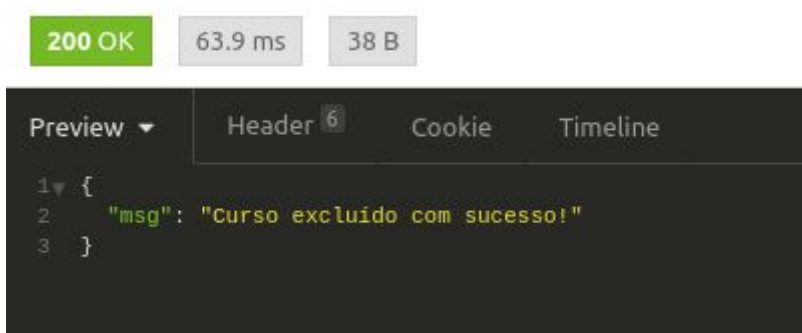 200 OK 63.9 ms 38 B
Preview Header 6 Cookie Timeline
1 {
2 "msg": "Curso excluído com sucesso!"
3 }